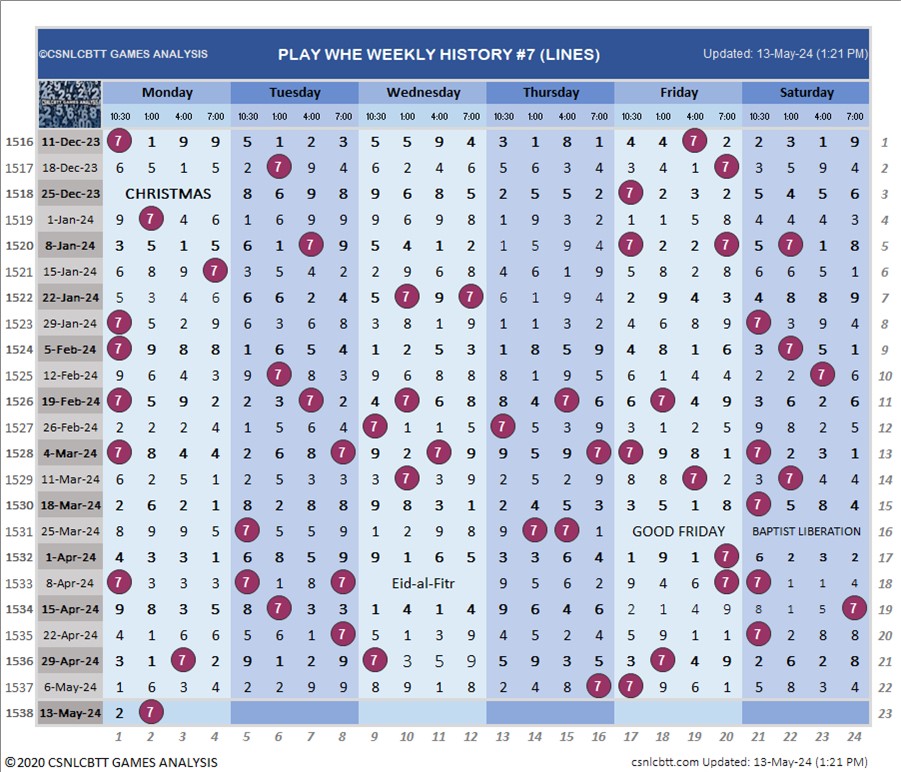 ©CSNLCBTT GAMES ANALYSIS PLAY WHE WEEKLY HISTORY #7 (LINES) Updated: 13-May-24 (1:21 PM)
Monday Tuesday Wednesday Thursday Friday Saturday
10:30 1:00 4:00 7:00 10:30 1:00 4:00 7:00 10:30 1:00 4:00 7:00 10:30 1:00 4:00 7:00 10:30 1:00 4:00 7:00 10:30 1:00 4:00 7:00
1516 11-Dec-23 7 1 9 9 5 1 2 3 5 5 9 4 3 1 8 1 4 4 7 2 2 3 1 9 1
1517 18-Dec-23 6 5 1 5 2 7 9 4 6 2 4 6 5 6 3 4 3 4 1 7 5 9 5 6 2
1518 25-Dec-23 CHRISTMAS 8 6 9 8 9 6 8 5 2 5 5 2 7 2 3 2 5 4 5 6 3
1519 1-Jan-24 9 7 4 6 1 6 9 9 9 6 9 8 1 9 3 2 1 1 5 8 4 4 4 3 4
1520 8-Jan-24 3 5 1 5 6 1 7 9 5 4 1 2 1 5 9 4 7 2 2 7 5 7 1 8 5
1521 15-Jan-24 6 8 9 7 3 5 4 2 2 9 6 8 4 6 1 9 5 8 2 8 6 6 5 1 6
1522 22-Jan-24 5 3 4 6 6 6 2 4 5 7 9 7 6 1 9 4 2 9 4 3 4 8 8 9 7
1523 29-Jan-24 7 5 2 9 6 3 6 8 3 8 1 9 1 1 3 2 4 6 8 9 7 3 9 4 8
1524 5-Feb-24 7 9 8 8 1 6 5 4 1 2 5 3 1 8 5 9 4 8 1 6 3 7 5 1 9
1525 12-Feb-24 9 6 4 3 9 7 8 3 9 6 8 8 8 1 9 5 6 1 4 4 2 2 7 6 10
1526 19-Feb-24 7 5 9 2 2 3 7 2 4 7 6 8 8 4 7 6 6 7 4 9 3 6 2 6 11
1527 26-Feb-24 2 2 2 4 1 5 6 4 7 1 1 5 7 5 3 9 3 1 2 5 9 8 2 5 12
1528 4-Mar-24 7 8 4 4 2 6 8 7 9 2 7 9 9 5 9 7 7 9 8 1 7 2 3 1 13
1529 11-Mar-24 6 2 5 1 2 5 3 3 5 7 3 9 2 5 2 9 8 8 7 9 3 7 2 4 14
1530 18-Mar-24 2 6 2 1 8 2 8 8 9 8 3 1 2 4 5 3 3 5 1 8 7 5 8 4 15
1531 25-Mar-24 8 9 9 5 7 5 5 9 1 2 9 8 9 7 7 1 GOOD FRIDAY BAPTIST LIBERATION 16
1532 1-Apr-24 4 3 3 1 6 8 5 9 9 1 6 5 3 3 6 4 1 9 1 7 6 2 3 2 17
1533 8-Apr-24 7 3 3 3 7 1 8 7 Eid-al-Fitr 9 5 6 2 9 4 6 7 7 1 1 4 18
1534 15-Apr-24 9 8 3 5 8 7 3 3 1 4 1 4 9 6 4 6 2 1 4 9 8 1 5 7 19
1535 22-Apr-24 4 1 6 6 5 6 1 7 5 1 3 9 4 5 2 4 5 9 1 1 7 2 8 8 20
1536 29-Apr-24 3 1 7 2 9 1 2 9 7 3 5 9 5 9 3 5 3 7 4 9 2 6 2 8 21
1537 6-May-24 1 6 3 4 2 2 9 9 8 9 1 8 2 4 8 7 7 9 6 1 5 8 3 4 22
1538 13-May-24 2 7 23
1 2 3 4 5 6 7 8 9 10 11 12 13 14 15 16 17 18 19 20 21 22 23 24
©2020 CSNLCBTT GAMES ANALYSIS csnlcbtt.com Updated: 13-May-24 (1:21 PM)